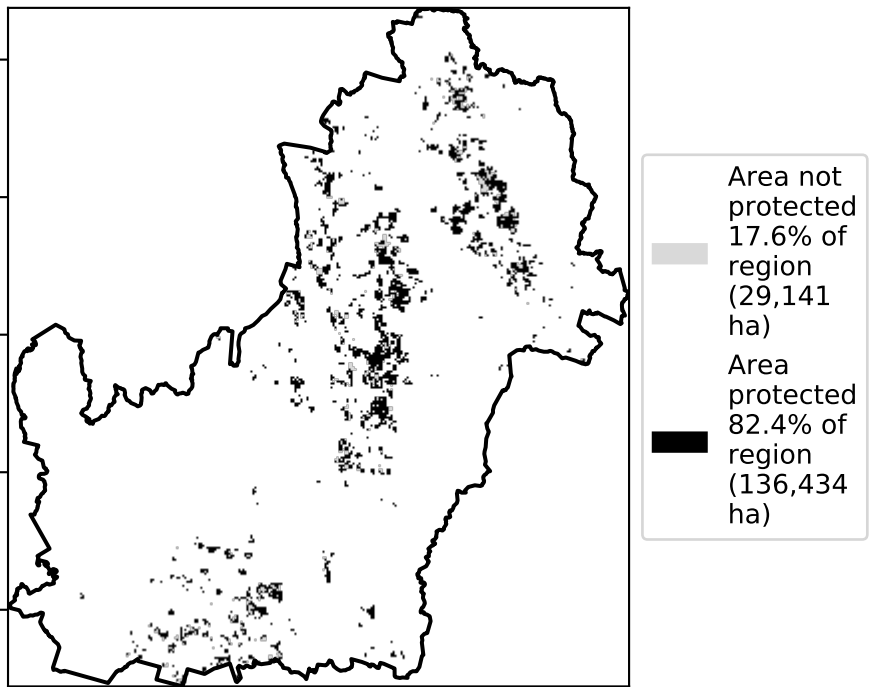 Area not
protected
17.6% of
region
(29,141
ha)
Area
protected
82.4% of
region
(136,434
ha)